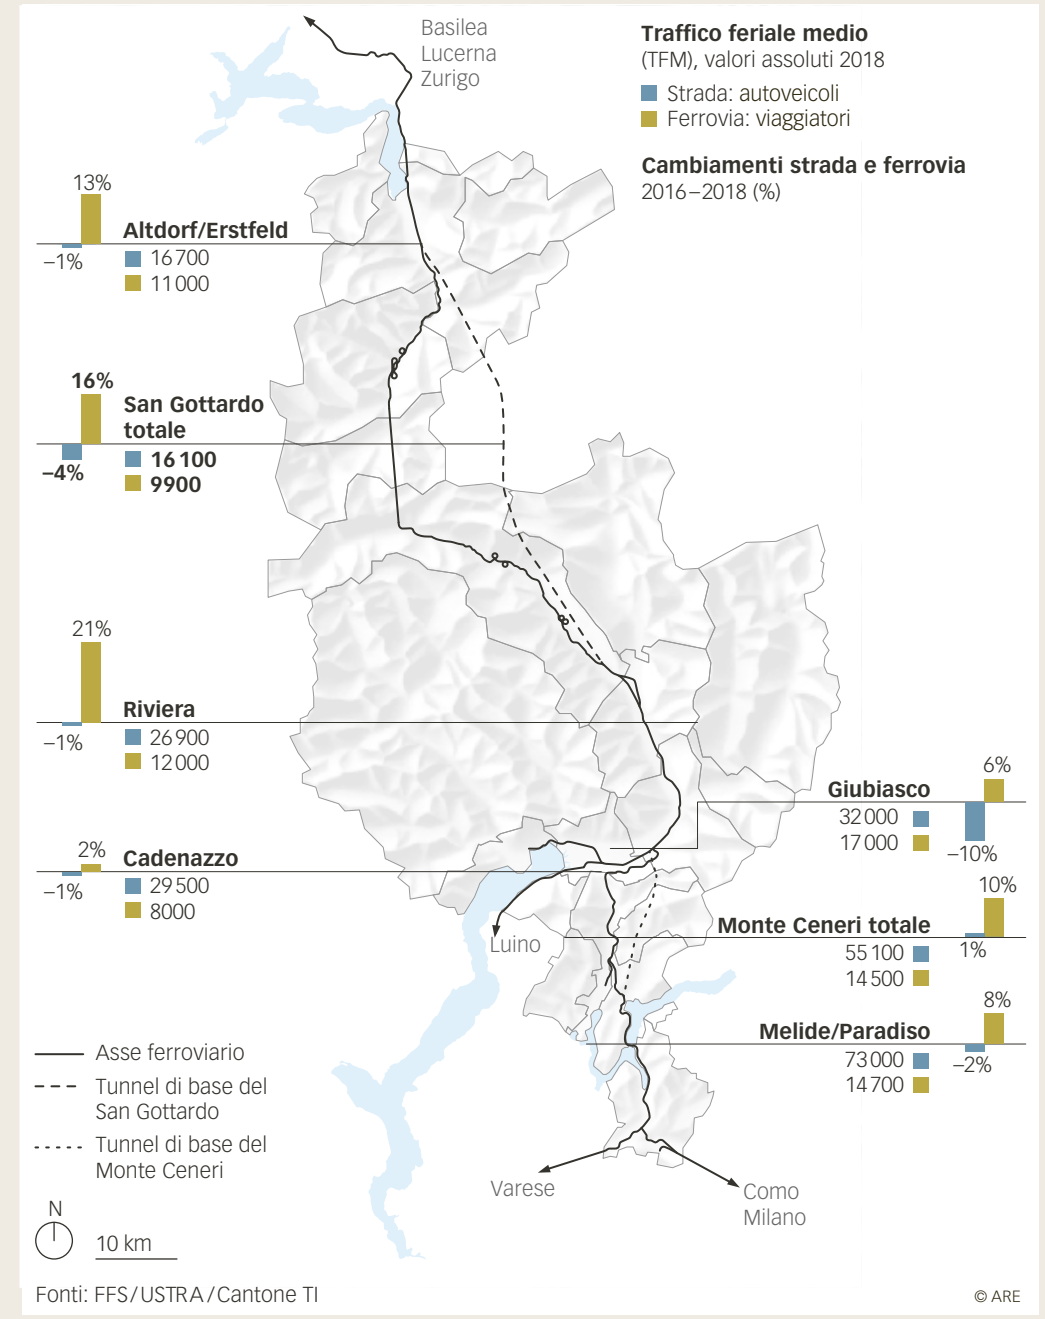 Basilea
Lucerna
Zurigo
Traffico feriale medio
(TFM), valori assoluti 2018
Strada: autoveicoli
Ferrovia: viaggiatori
Cambiamenti strada e ferrovia
2016–2018 (%)
13%
Altdorf/Erstfeld
–1%
16 700
11 000
16%
San Gottardo
totale
–4%
16 100
9900
21%
Riviera
–1%
26 900
12 000
6%
Giubiasco
32 000
17 000
–10%
2%
Cadenazzo
–1%
29 500
8000
10%
Monte Ceneri totale
55 100
1%
14 500
Luino
8%
Melide/Paradiso
73 000
–2%
14 700
Asse ferroviario
Tunnel di base del
San Gottardo
Tunnel di base del
Monte Ceneri
Varese
Como
Milano
N
10 km
Fonti: FFS/USTRA/Cantone TI
© ARE